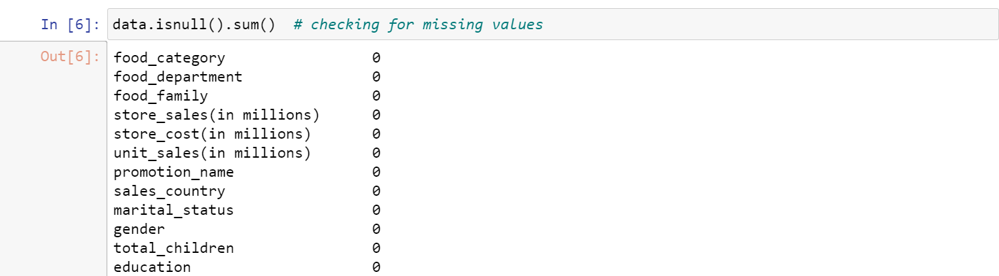 In [6]: data.isnull().sum()  # checking for missing values
Out[6]: food_category 0
food_department 0
food_family 0
store_sales(in millions) 0
store_cost(in millions) 0
unit_sales(in millions) 0
promotion_name 0
sales_country 0
marital_status 0
gender 0
total_children 0
education 0